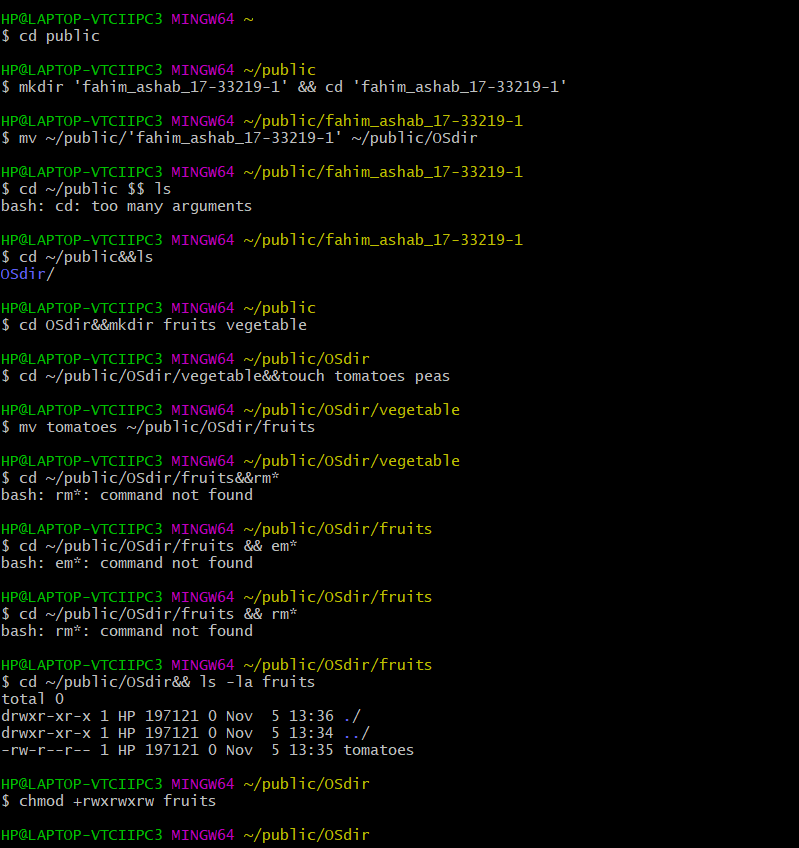 HP@LAPTOP-VTCIIPC3 MINGW64 ~
$ cd public
HP@LAPTOP-VTCIIPC3 MINGW64 ~/public
$ mkdir 'fahim_ashab_17-33219-1' && cd 'fahim_ashab_17-33219-1'
HP@LAPTOP-VTCIIPC3 MINGW64 ~/public/fahim_ashab_17-33219-1
$ mv ~/public/'fahim_ashab_17-33219-1' ~/public/OSdir
HP@LAPTOP-VTCIIPC3 MINGW64 ~/public/fahim_ashab_17-33219-1
$ cd ~/public $$ ls
bash: cd: too many arguments
HP@LAPTOP-VTCIIPC3 MINGW64 ~/public/fahim_ashab_17-33219-1
$ cd ~/public&&ls
OSdir/
HP@LAPTOP-VTCIIPC3 MINGW64 ~/public
$ cd OSdir&&mkdir fruits vegetable
HP@LAPTOP-VTCIIPC3 MINGW64 ~/public/OSdir
$ cd ~/public/OSdir/vegetable&&touch tomatoes peas
HP@LAPTOP-VTCIIPC3 MINGW64 ~/public/OSdir/vegetable
$ mv tomatoes ~/public/OSdir/fruits
HP@LAPTOP-VTCIIPC3 MINGW64 ~/public/OSdir/vegetable
$ cd ~/public/OSdir/fruits&&rm*
bash: rm*: command not found
HP@LAPTOP-VTCIIPC3 MINGW64 ~/public/OSdir/fruits
$ cd ~/public/OSdir/fruits && em*
bash: em*: command not found
HP@LAPTOP-VTCIIPC3 MINGW64 ~/public/OSdir/fruits
$ cd ~/public/OSdir/fruits && rm*
bash: rm*: command not found
HP@LAPTOP-VTCIIPC3 MINGW64 ~/public/OSdir/fruits
$ cd ~/public/OSdir&& ls -la fruits
total 0
drwxr-xr-x 1 HP 197121 0 Nov  5 13:36 ./
drwxr-xr-x 1 HP 197121 0 Nov  5 13:34 ../
-rw-r--r-- 1 HP 197121 0 Nov  5 13:35 tomatoes
HP@LAPTOP-VTCIIPC3 MINGW64 ~/public/OSdir
$ chmod +rwxrwxrw fruits
HP@LAPTOP-VTCIIPC3 MINGW64 ~/public/OSdir